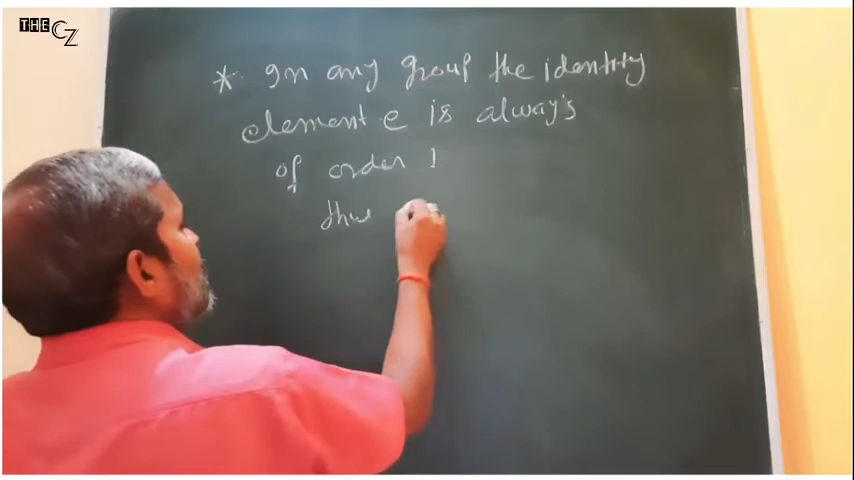 THE CZ
* In any group the identity
element e is always
of order 1
thus